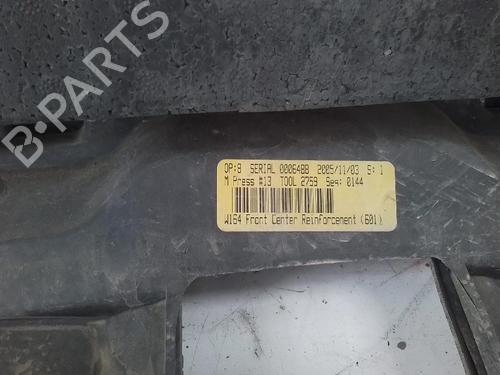 B-PARTS
OP:8 SERIAL 0006488 2005/11/03 S: 1
M Press #13 TOOL 2759 Seq: 0144
W164 Front Center Reinforcement (601)